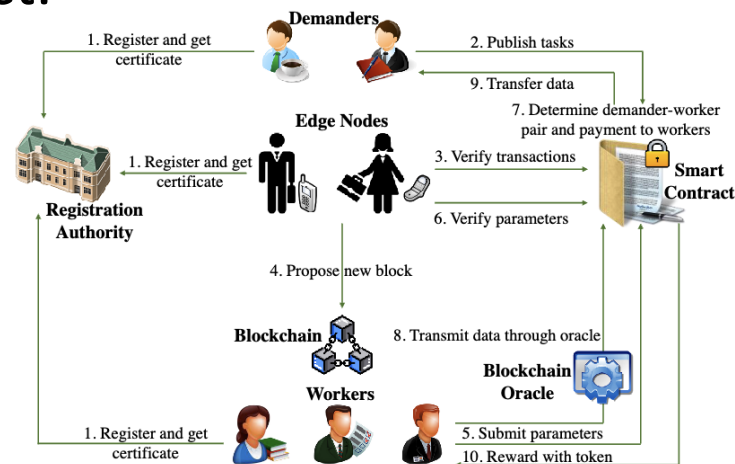 Demanders
1. Register and get
certificate
2. Publish tasks
9. Transfer data
7. Determine demander-worker
pair and payment to workers
Edge Nodes
1. Register and get
certificate
3. Verify transactions
Smart
Contract
Registration
Authority
6. Verify parameters
4. Propose new block
Blockchain
8. Transmit data through oracle
Blockchain
Oracle
Workers
1. Register and get
certificate
5. Submit parameters
10. Reward with token